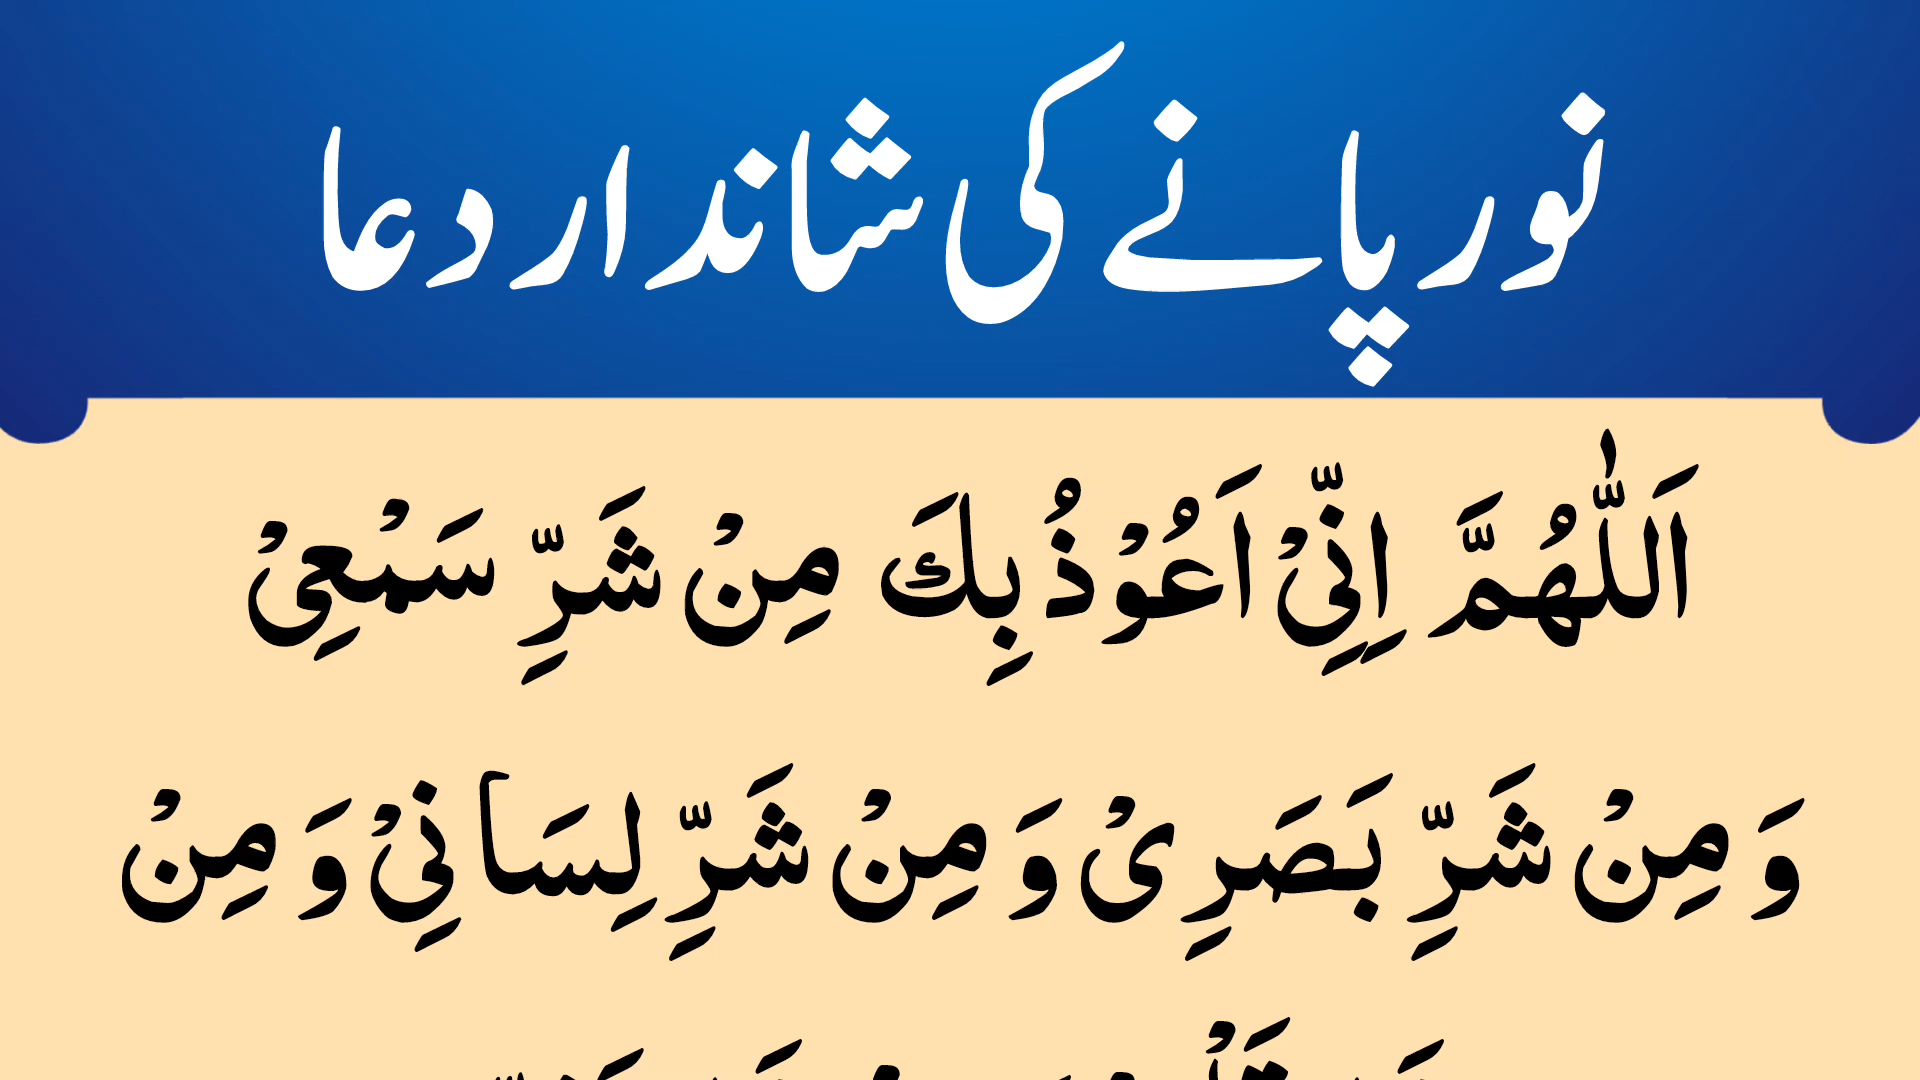 نور پانے کی شاندار دعا
اَللّٰهُمَّ اِنِّیْ اَعُوْذُ بِكَ مِنْ شَرِّ سَمْعِیْ
وَ مِنْ شَرِّ بَصَرِیْ وَ مِنْ شَرِّ لِسَانِیْ وَ مِنْ